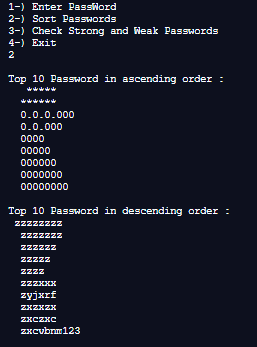 1-) Enter PassWord
2-) Sort Passwords
3-) Check Strong and Weak Passwords
4-) Exit
2
Top 10 Password in ascending order :
*****
******
0.0.0.000
0.0.000
0000
00000
000000
0000000
00000000
Top 10 Password in descending order :
zzzzzzzz
zzzzzzz
zzzzzz
zzzzz
zzzz
zzzxxx
zyjxrf
zxzxzx
zxczxc
zxcvbnm123